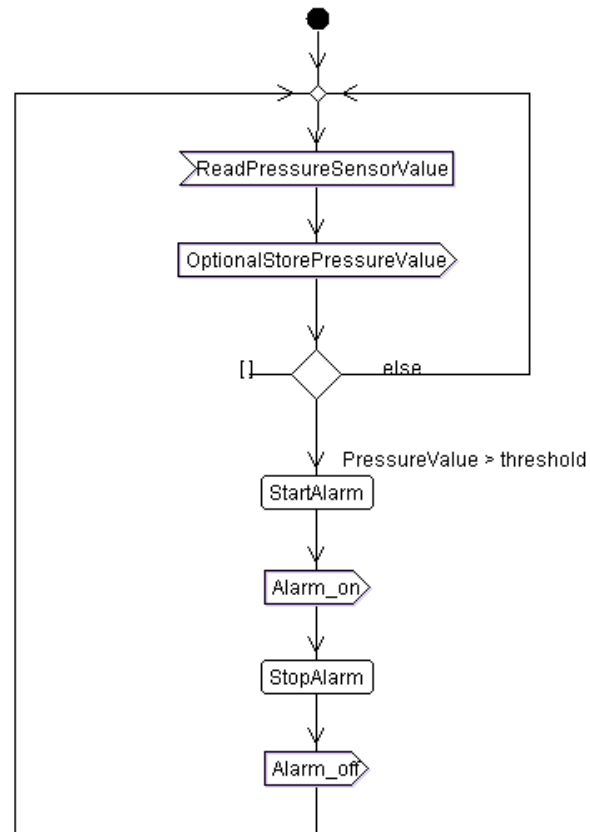 ReadPressureSensorValue
OptionalStorePressureValue
[ ]
else
PressureValue > threshold
StartAlarm
Alarm_on
StopAlarm
Alarm_off